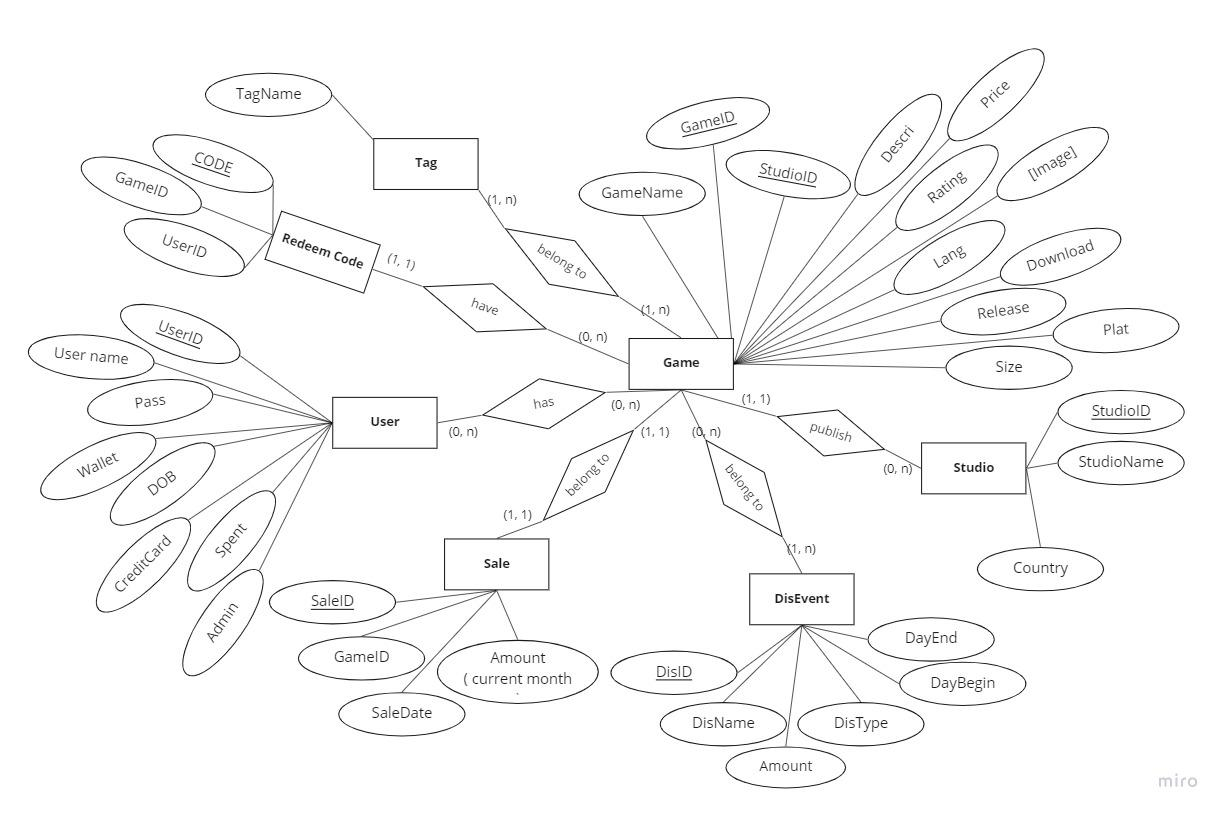 TagName
Tag
CODE
GameID
UserID
Redeem Code
(1, 1)
have
(0, n)
(1, n)
belong to
(1, n)
GameID
GameName
StudioID
Descri
Price
Rating
[Image]
Lang
Download
Release
Plat
Size
Game
UserID
User name
Pass
Wallet
DOB
CreditCard
Spent
Admin
User
(0, n)
has
(0, n)
(1, 1)
belong to
(1, 1)
(0, n)
belong to
(1, n)
(1, 1)
publish
(0, n)
Studio
StudioID
StudioName
Country
Sale
SaleID
GameID
SaleDate
Amount
( current month
DisEvent
DisID
DisName
Amount
DisType
DayBegin
DayEnd
miro